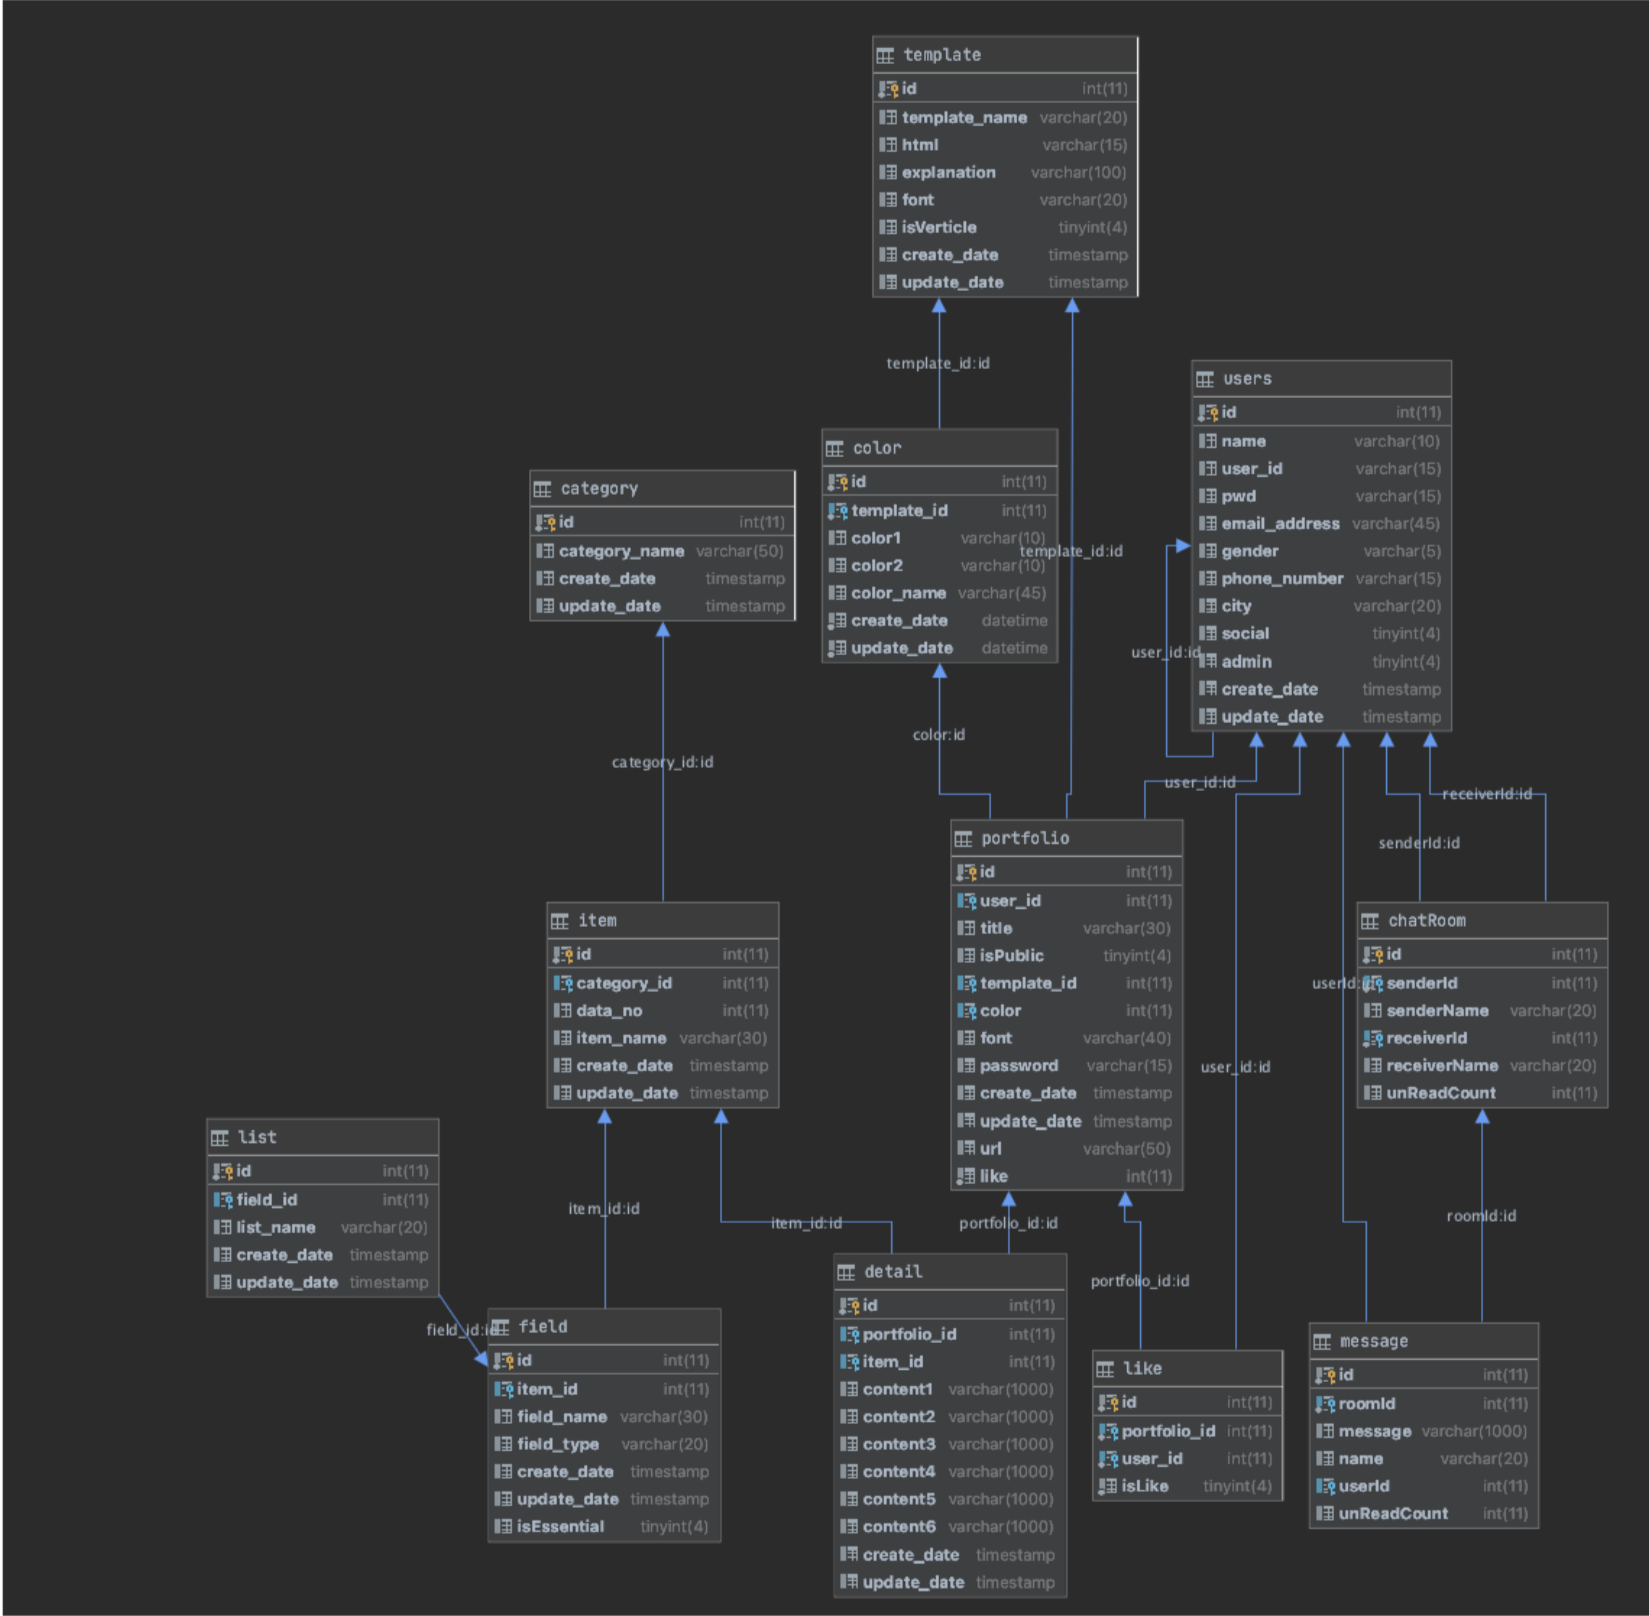 template
id int(11)
template_name varchar(20)
html varchar(15)
explanation varchar(100)
font varchar(20)
isVerticle tinyint(4)
create_date timestamp
update_date timestamp
template_id:id
template_id:id
users
id int(11)
name varchar(10)
user_id varchar(15)
pwd varchar(15)
email_address varchar(45)
gender varchar(5)
phone_number varchar(15)
city varchar(20)
social tinyint(4)
admin tinyint(4)
create_date timestamp
update_date timestamp
user_id:id
color
id int(11)
template_id int(11)
color1 varchar(10)
color2 varchar(10)
color_name varchar(45)
create_date datetime
update_date datetime
category
id int(11)
category_name varchar(50)
create_date timestamp
update_date timestamp
category_id:id
color:id
user_id:id
receiverId:id
senderId:id
portfolio
id int(11)
user_id int(11)
title varchar(30)
isPublic tinyint(4)
template_id int(11)
color int(11)
font varchar(40)
password varchar(15)
create_date timestamp
update_date timestamp
url varchar(50)
like int(11)
item
id int(11)
category_id int(11)
data_no int(11)
item_name varchar(30)
create_date timestamp
update_date timestamp
chatRoom
id int(11)
senderId int(11)
senderName varchar(20)
receiverId int(11)
receiverName varchar(20)
unReadCount int(11)
userId:id
user_id:id
list
id int(11)
field_id int(11)
list_name varchar(20)
create_date timestamp
update_date timestamp
item_id:id
item_id:id
portfolio_id:id
portfolio_id:id
roomId:id
field_id:id
field
id int(11)
item_id int(11)
field_name varchar(30)
field_type varchar(20)
create_date timestamp
update_date timestamp
isEssential tinyint(4)
detail
id int(11)
portfolio_id int(11)
item_id int(11)
content1 varchar(1000)
content2 varchar(1000)
content3 varchar(1000)
content4 varchar(1000)
content5 varchar(1000)
content6 varchar(1000)
create_date timestamp
update_date timestamp
like
id int(11)
portfolio_id int(11)
user_id int(11)
isLike tinyint(4)
message
id int(11)
roomId int(11)
message varchar(1000)
name varchar(20)
userId int(11)
unReadCount int(11)